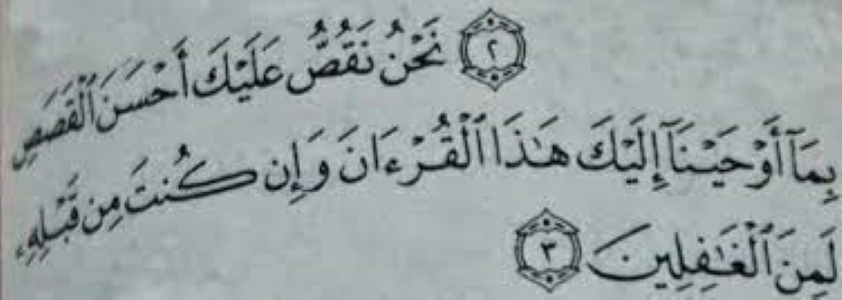 ٢ نَحْنُ نَقُصُّ عَلَيْكَ أَحْسَنَ ٱلْقَصَصِ
بِمَآ أَوْحَيْنَآ إِلَيْكَ هَـٰذَا ٱلْقُرْءَانَ وَإِن كُنتَ مِن قَبْلِهِۦ
لَمِنَ ٱلْغَـٰفِلِينَ ٣